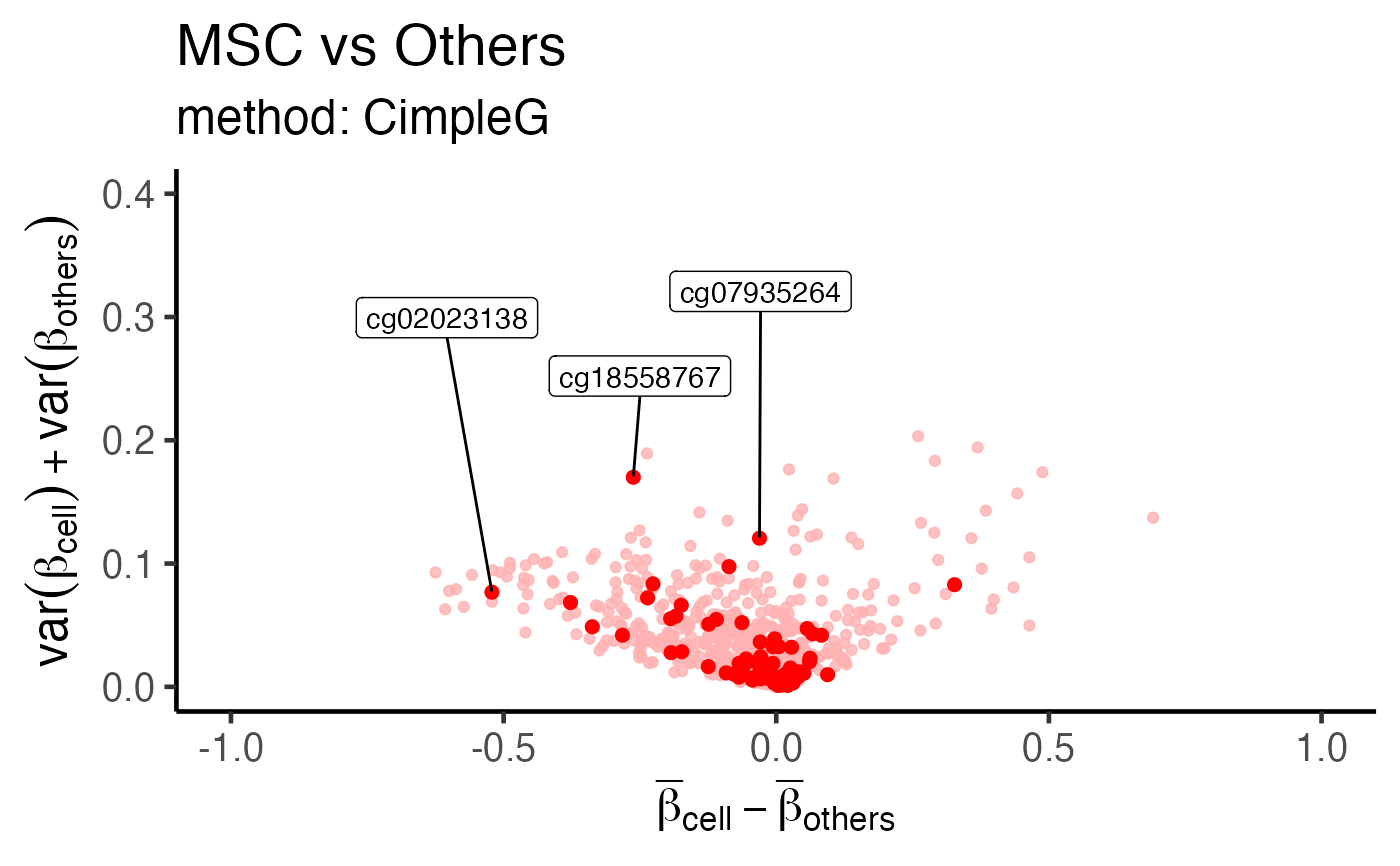 MSC vs Others
method: CimpleG
var(βcell) + var(βothers)
0.4
0.3
0.2
0.1
0.0
cg07935264
cg02023138
cg18558767
-1.0 -0.5 0.0 0.5 1.0
β̅cell − β̅others